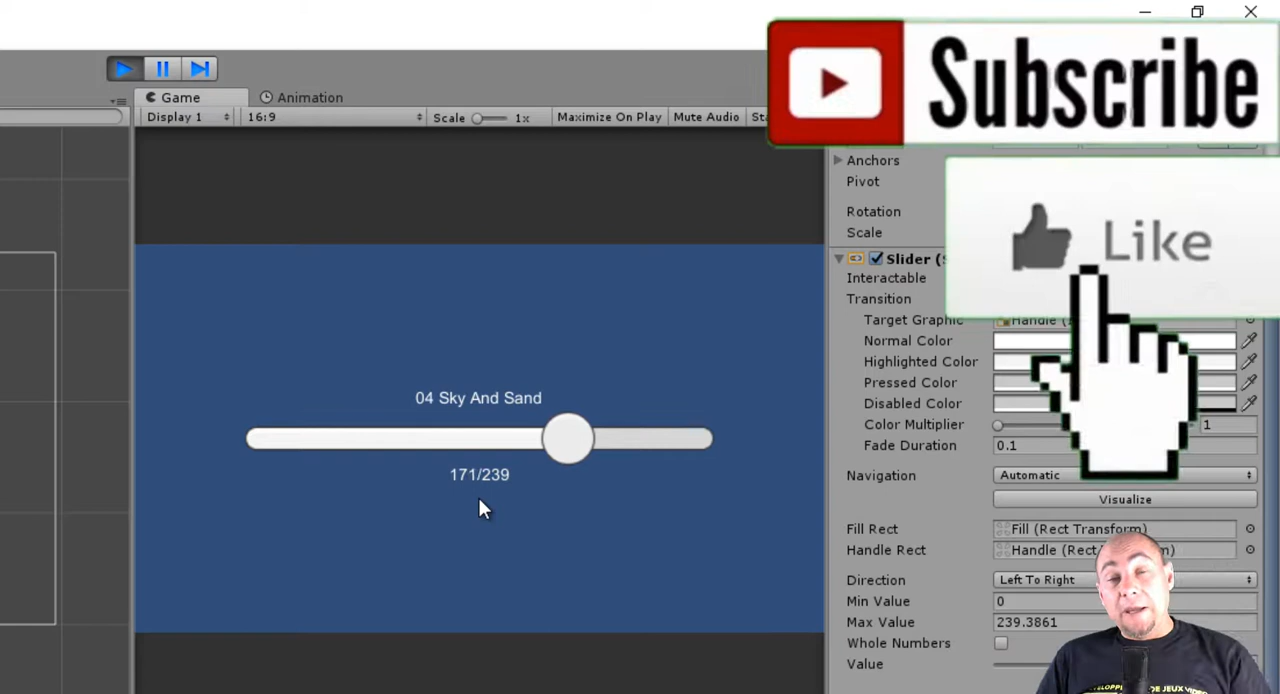 Subscribe
Game
Animation
Display 1
16:9
Scale
1x
Maximize On Play
Mute Audio
Anchors
Pivot
Like
Rotation
Scale
Slider (
Interactable
Transition
Target Graphic
Handle (
Normal Color
Highlighted Color
Pressed Color
Disabled Color
Color Multiplier
1
Fade Duration
0.1
04 Sky And Sand
171/239
Navigation
Automatic
Visualize
Fill Rect
Fill (Rect Transform)
Handle Rect
Direction
Left To Right
Min Value
0
Max Value
239.3861
Whole Numbers
Value